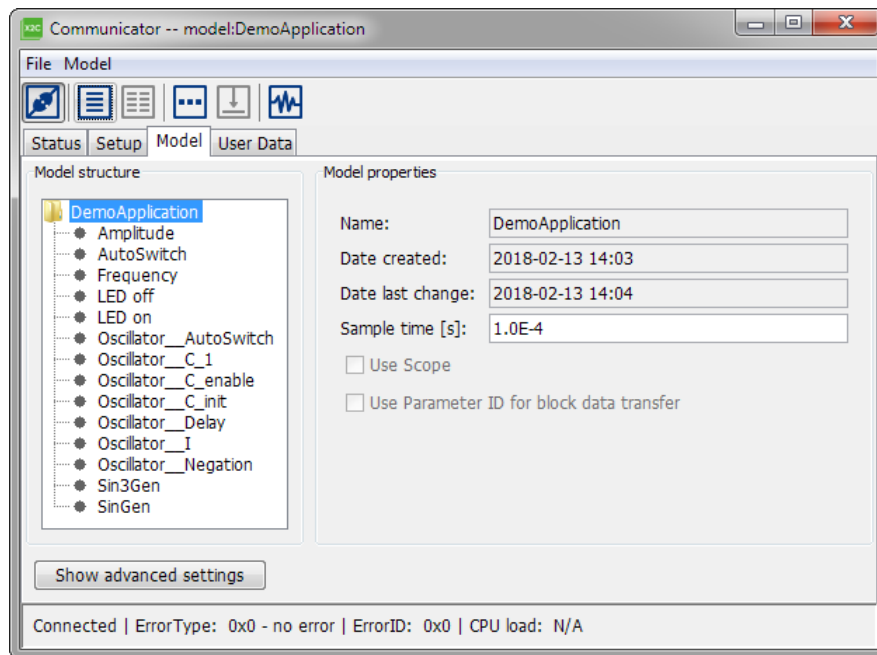 X2C Communicator -- model:DemoApplication
File Model
Status Setup Model User Data
Model structure
DemoApplication
Amplitude
AutoSwitch
Frequency
LED off
LED on
Oscillator__AutoSwitch
Oscillator__C_1
Oscillator__C_enable
Oscillator__C_init
Oscillator__Delay
Oscillator__I
Oscillator__Negation
Sin3Gen
SinGen
Model properties
Name: DemoApplication
Date created: 2018-02-13 14:03
Date last change: 2018-02-13 14:04
Sample time [s]: 1.0E-4
Use Scope
Use Parameter ID for block data transfer
Show advanced settings
Connected | ErrorType: 0x0 - no error | ErrorID: 0x0 | CPU load: N/A